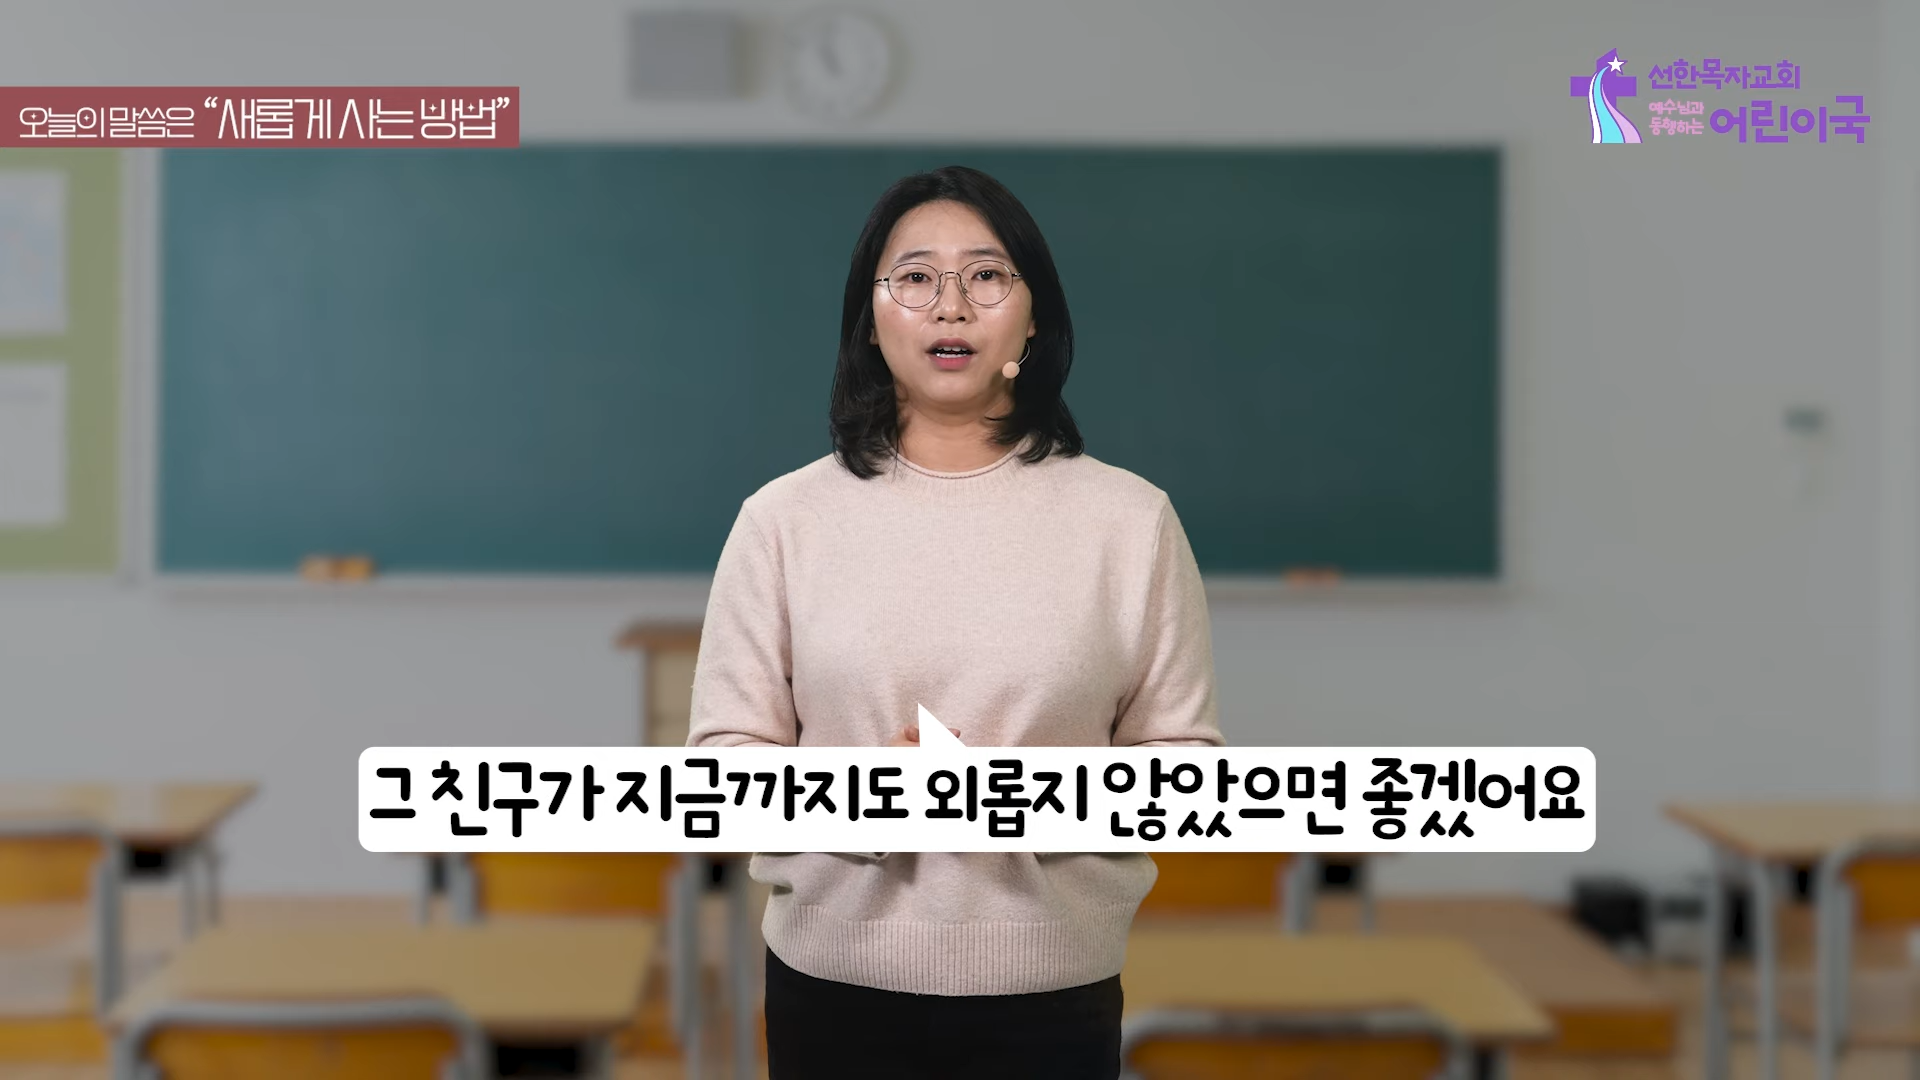 오늘의 말씀은 “새롭게 사는 방법”
선한목자교회
예수님과
동행하는
어린이국
그 친구가 지금까지도 외롭지 않았으면 좋겠어요